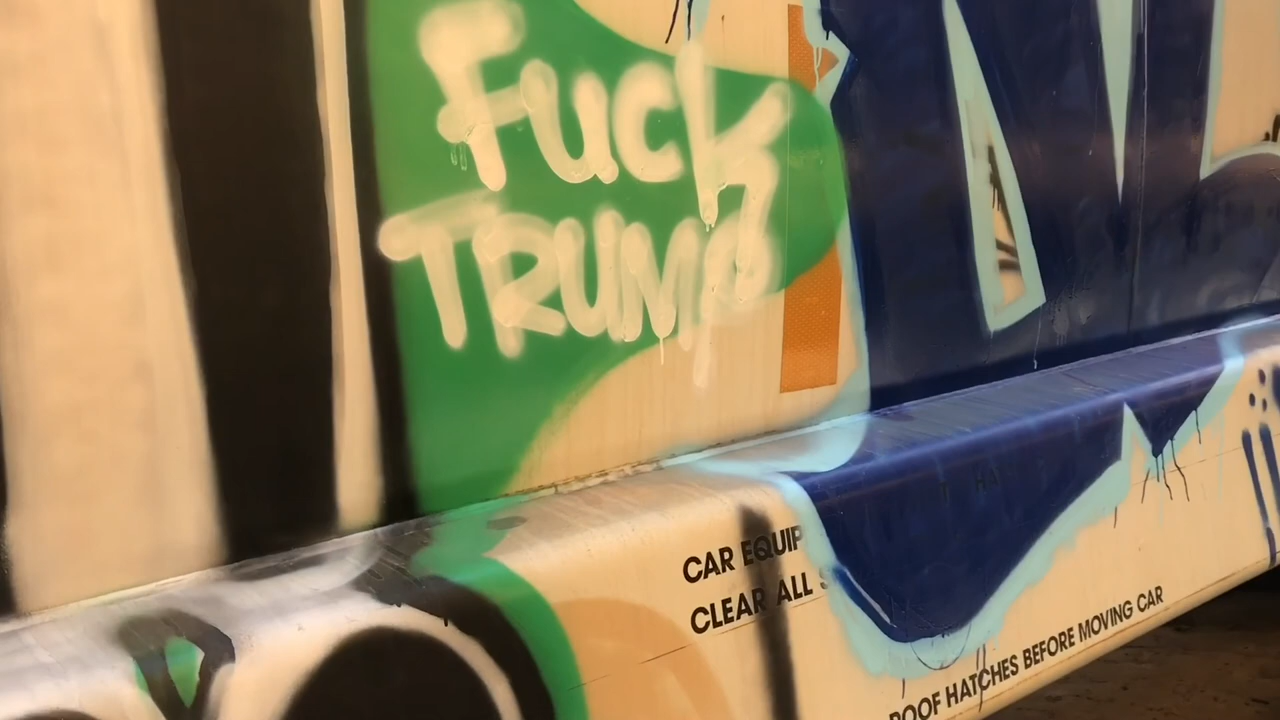 Fuck
TRUMP
CAR EQUIP
CLEAR ALL
ROOF HATCHES BEFORE MOVING CAR